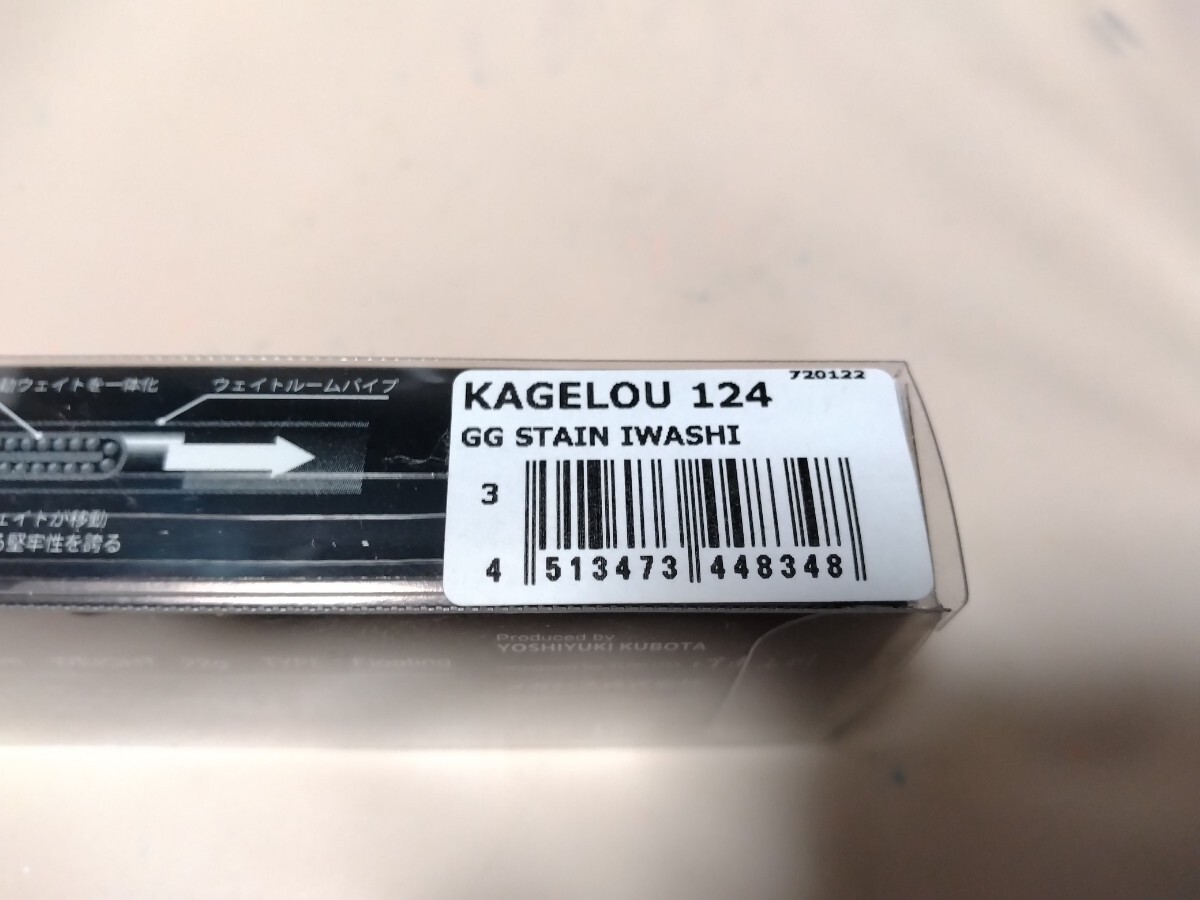 動ウェイトを一体化
ウェイトルームパイプ
ェイトが移動
る堅牢性を誇る
720122
KAGELOU 124
GG STAIN IWASHI
3
4 513473 448348
Produced by
YOSHIYUKI KUBOTA
TYPE: Floating